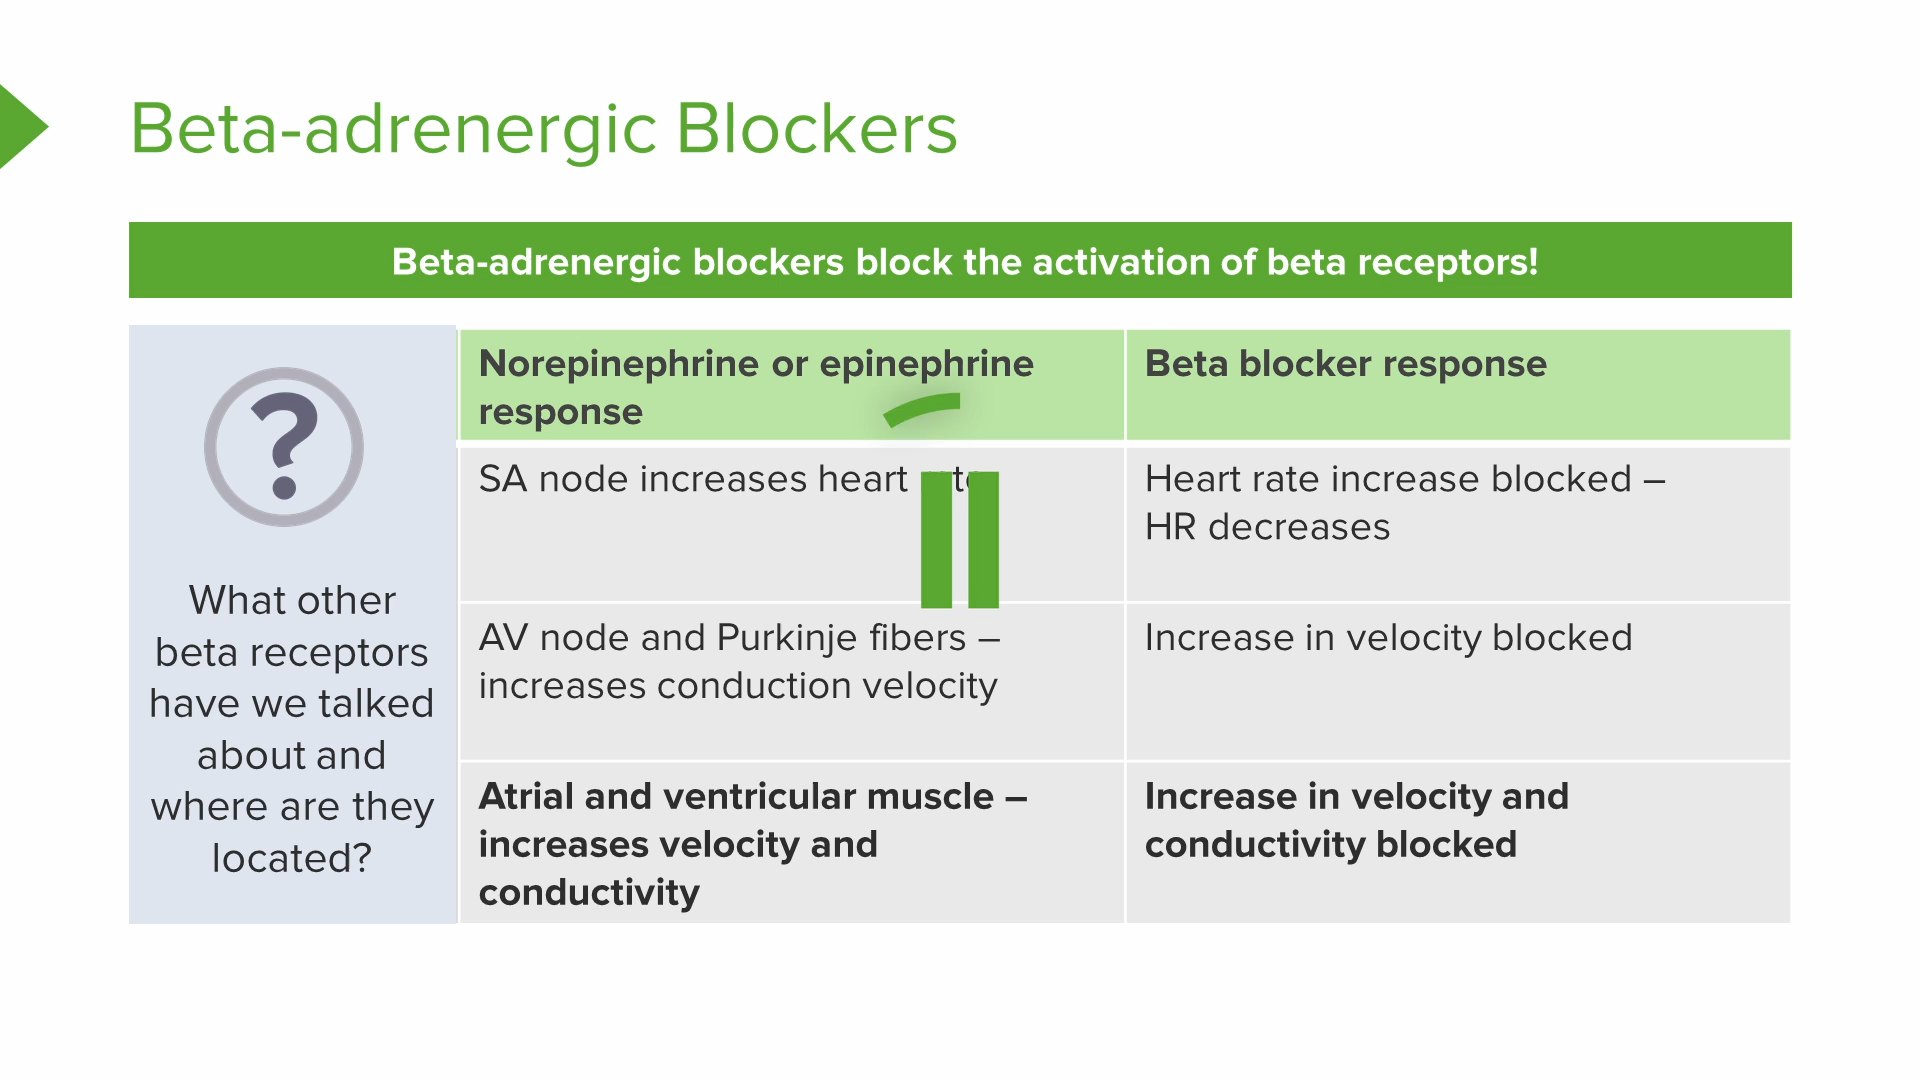 Beta-adrenergic Blockers
Beta-adrenergic blockers block the activation of beta receptors!
?
What other
beta receptors
have we talked
about and
where are they
located?
Norepinephrine or epinephrine
response
Beta blocker response
SA node increases heart
Heart rate increase blocked –
HR decreases
AV node and Purkinje fibers –
increases conduction velocity
Increase in velocity blocked
Atrial and ventricular muscle –
increases velocity and
conductivity
Increase in velocity and
conductivity blocked